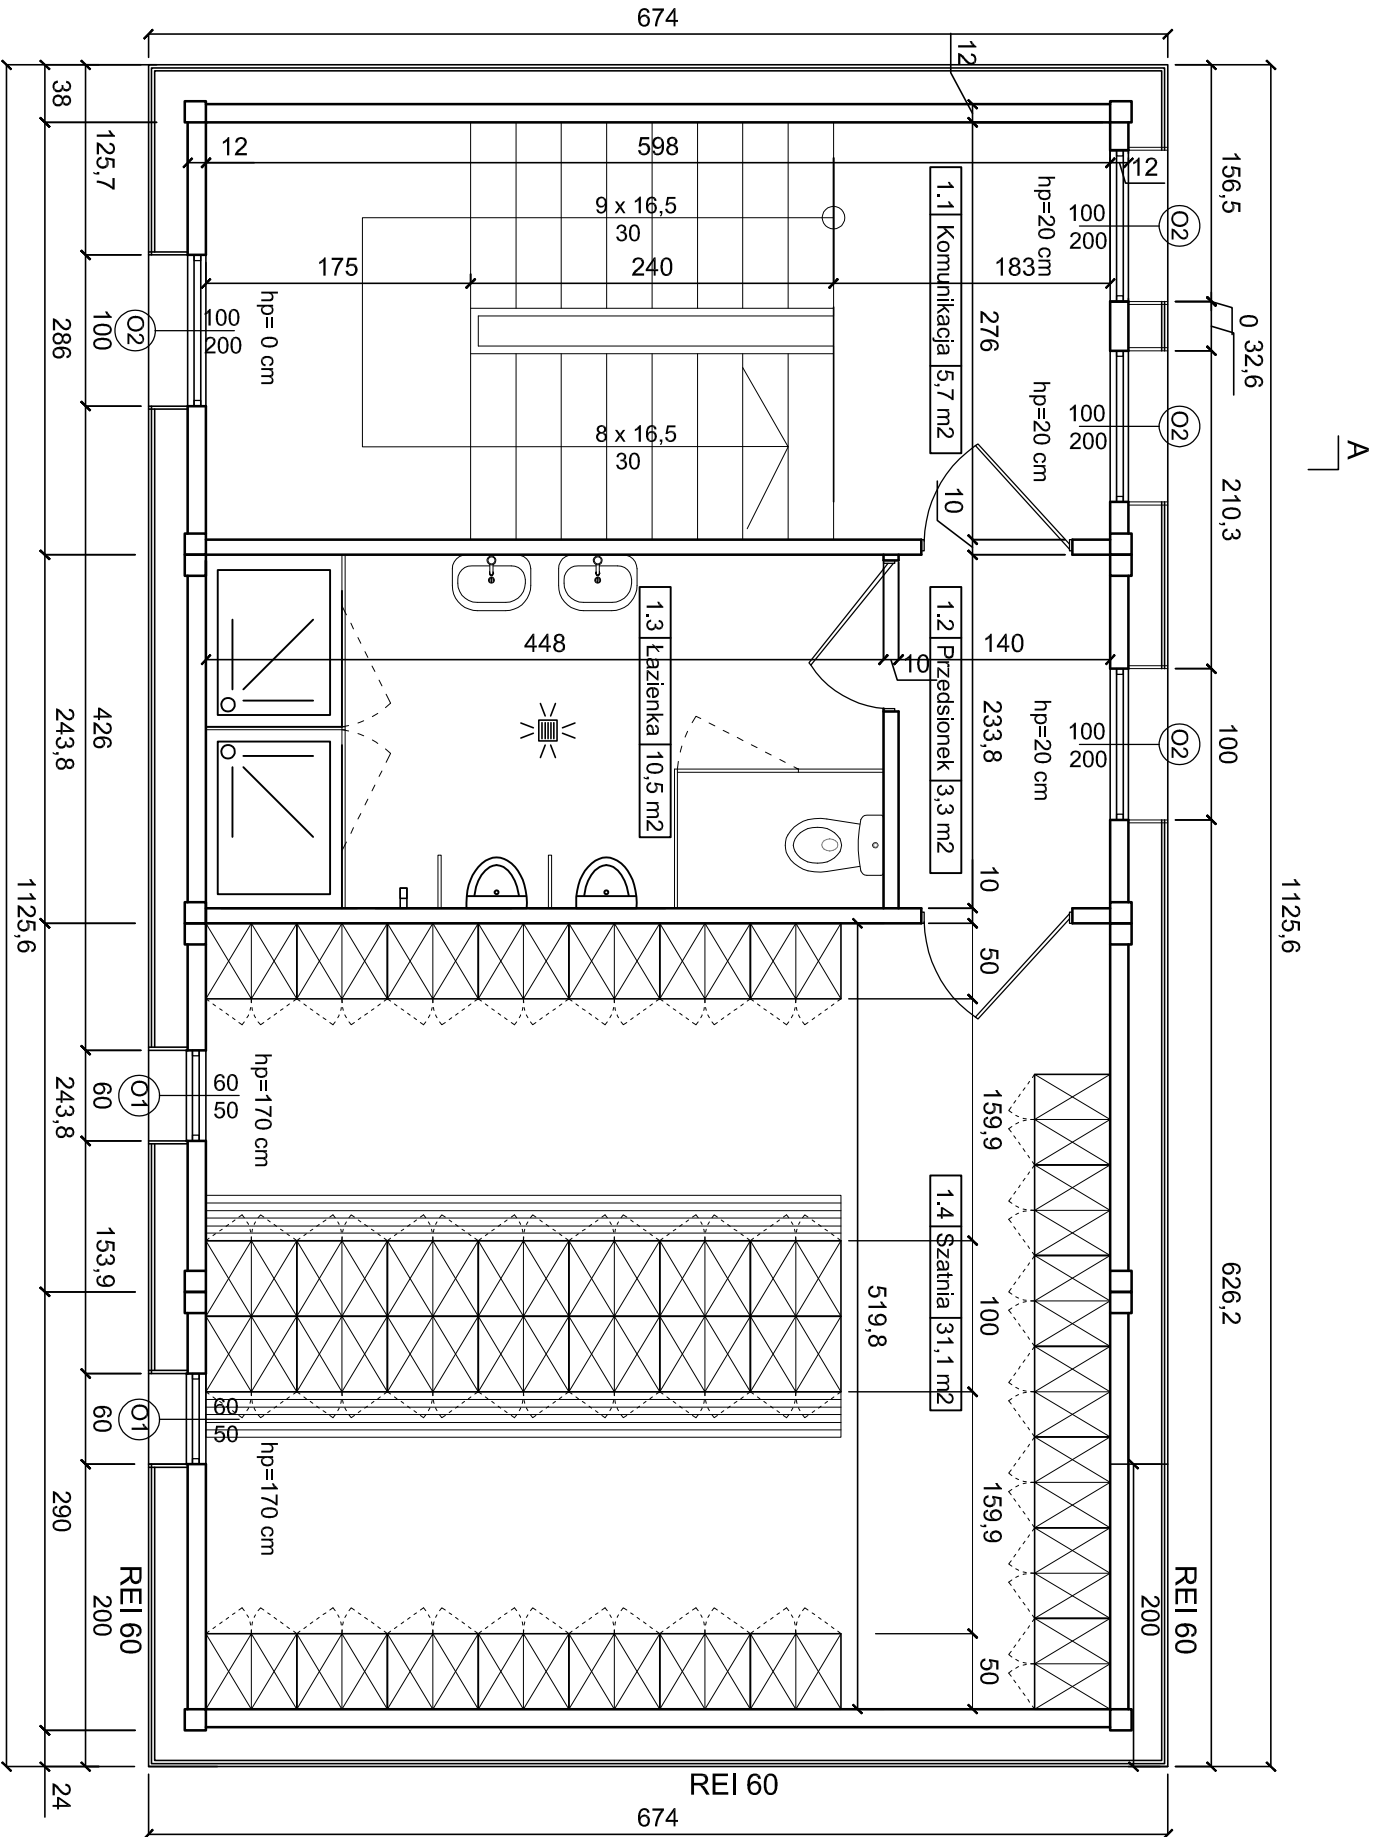 674
12
38
125,7
12
598
12
156,5
1.1 Komunikacja 5,7 m2
hp=20 cm
100
200
O2
9 x 16,5
30
175
240
183
276
0 32,6
286
100
O2
100
200
hp= 0 cm
hp=20 cm
100
200
O2
A
8 x 16,5
30
10
210,3
1.3 Łazienka 10,5 m2
1.2 Przedsionek 3,3 m2
448
10
140
426
243,8
233,8
hp=20 cm
100
200
O2
100
10
1125,6
1125,6
50
243,8
60
O1
60
50
hp=170 cm
159,9
153,9
1.4 Szatnia 31,1 m2
519,8
100
626,2
60
O1
60
50
hp=170 cm
159,9
290
200
REI 60
50
200
REI 60
24
REI 60
674